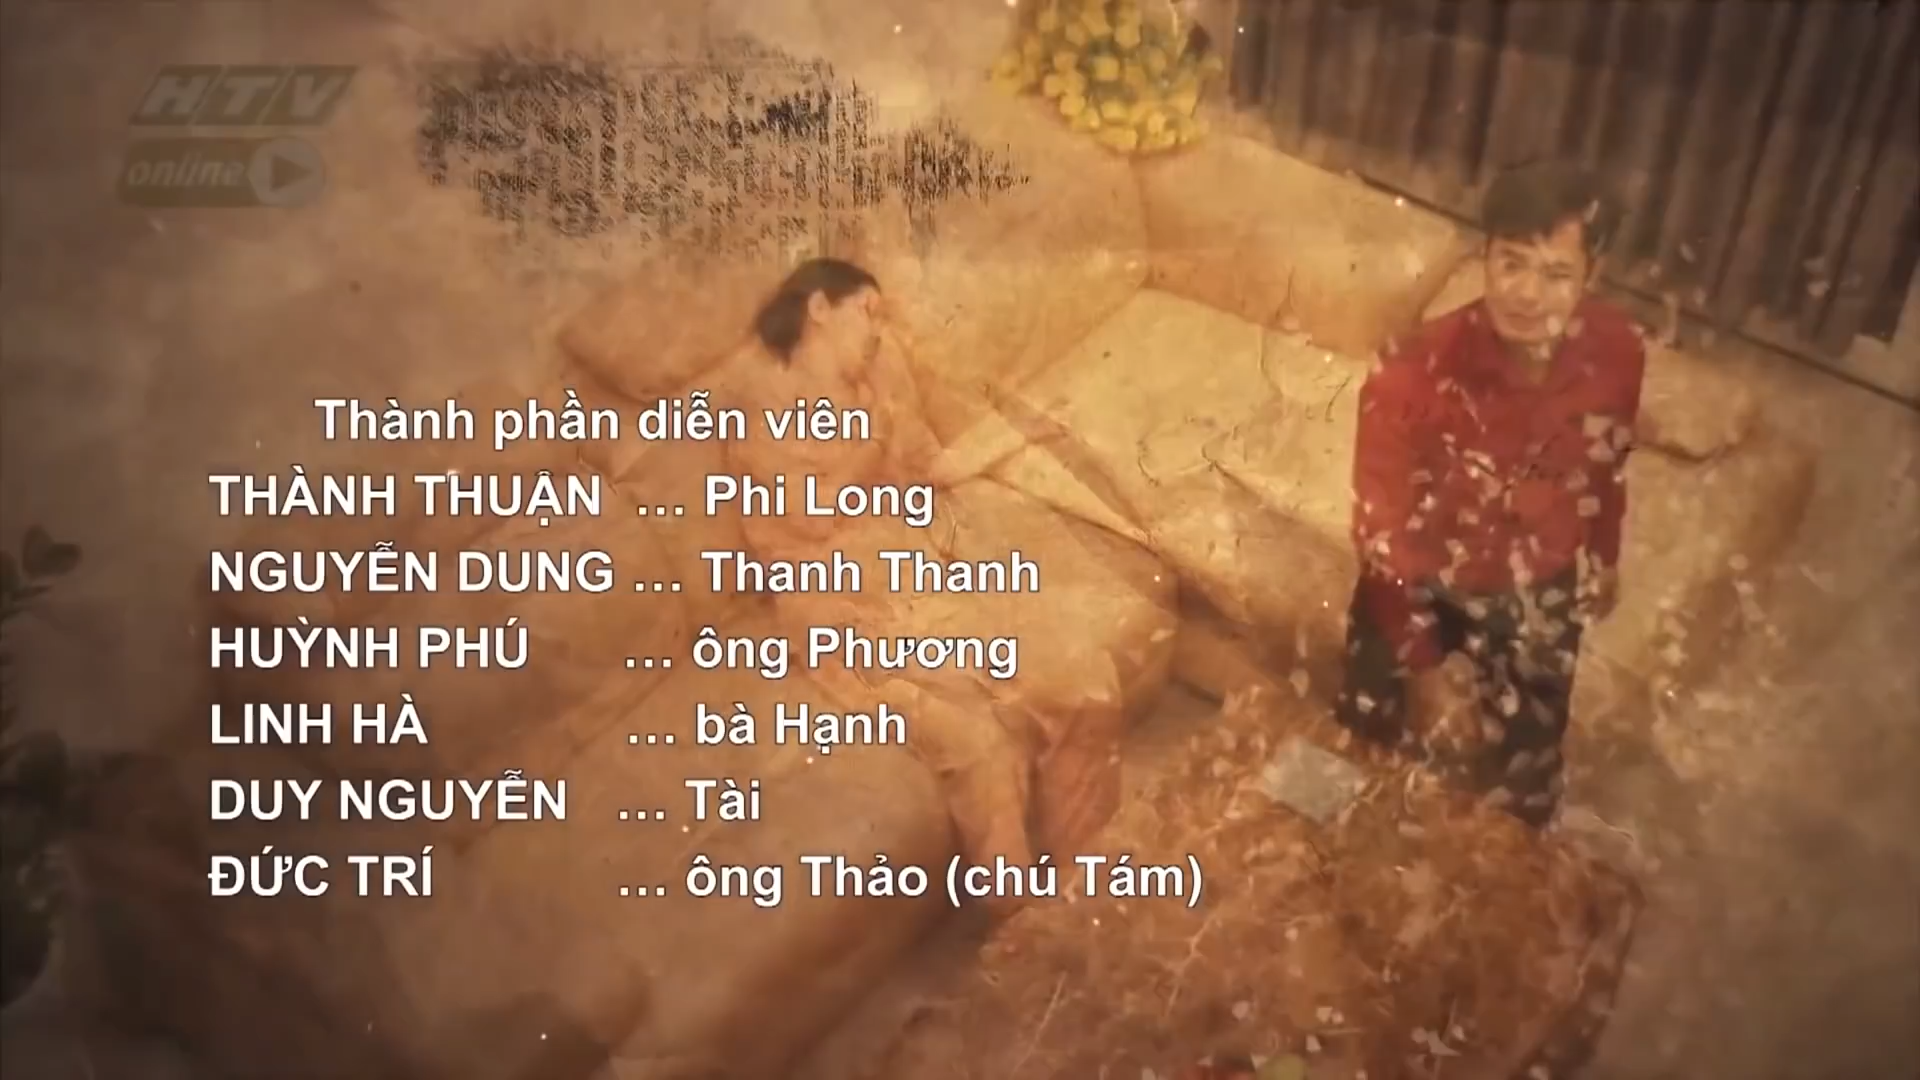 HTV
online
Thành phần diễn viên
THÀNH THUẬN ... Phi Long
NGUYỄN DUNG ... Thanh Thanh
HUỲNH PHÚ ... ông Phương
LINH HÀ ... bà Hạnh
DUY NGUYỄN ... Tài
ĐỨC TRÍ ... ông Thảo (chú Tám)